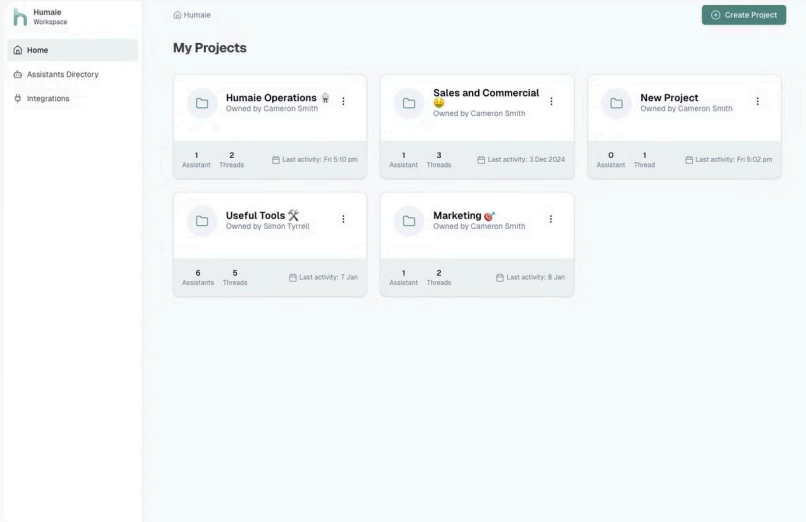 Humaie
Workspace
Home
Assistants Directory
Integrations
Humaie
Create Project
My Projects
Humaie Operations
Owned by Cameron Smith
1 Assistant
2 Threads
Last activity: Fri 5:10 pm
Sales and Commercial 🤑
Owned by Cameron Smith
1 Assistant
3 Threads
Last activity: 3 Dec 2024
New Project
Owned by Cameron Smith
0 Assistant
1 Thread
Last activity: Fri 5:02 pm
Useful Tools 🛠️
Owned by Simon Tyrrell
6 Assistants
5 Threads
Last activity: 7 Jan
Marketing 🎯
Owned by Cameron Smith
1 Assistant
2 Threads
Last activity: 8 Jan